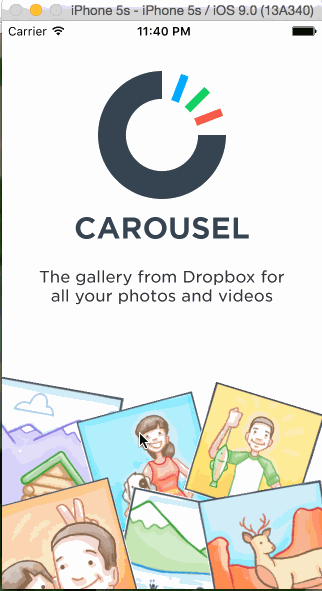 iPhone 5s - iPhone 5s / iOS 9.0 (13A340)
Carrier 11:40 PM
CAROUSEL
The gallery from Dropbox for
all your photos and videos